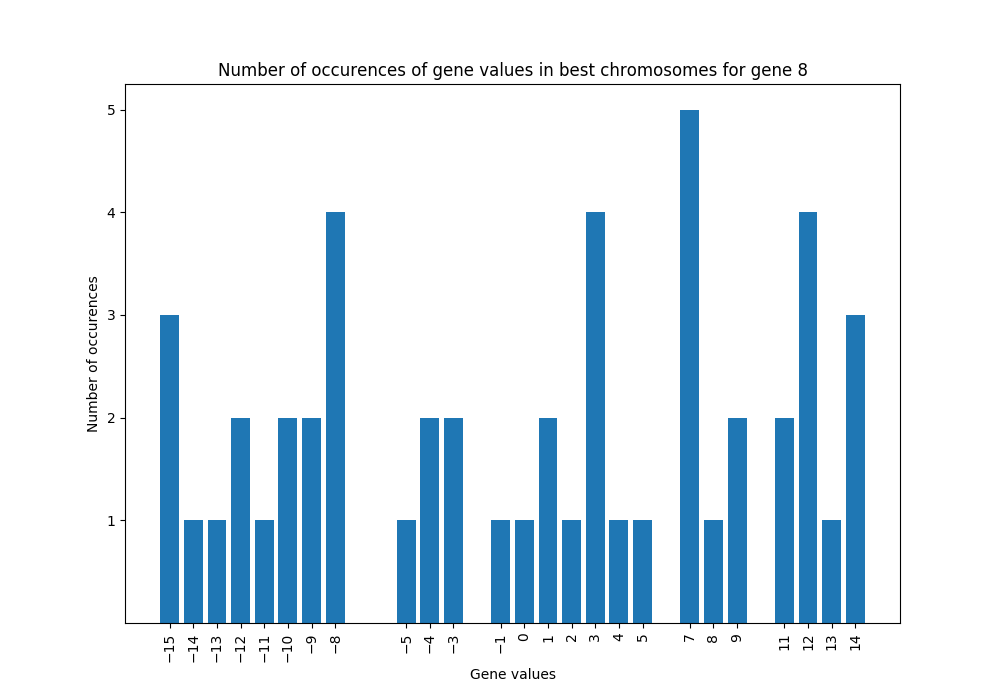 Number of occurences of gene values in best chromosomes for gene 8
Number of occurences
5
4
3
2
1
−15 −14 −13 −12 −11 −10 −9 −8 −5 −4 −3 −1 0 1 2 3 4 5 7 8 9 11 12 13 14
Gene values